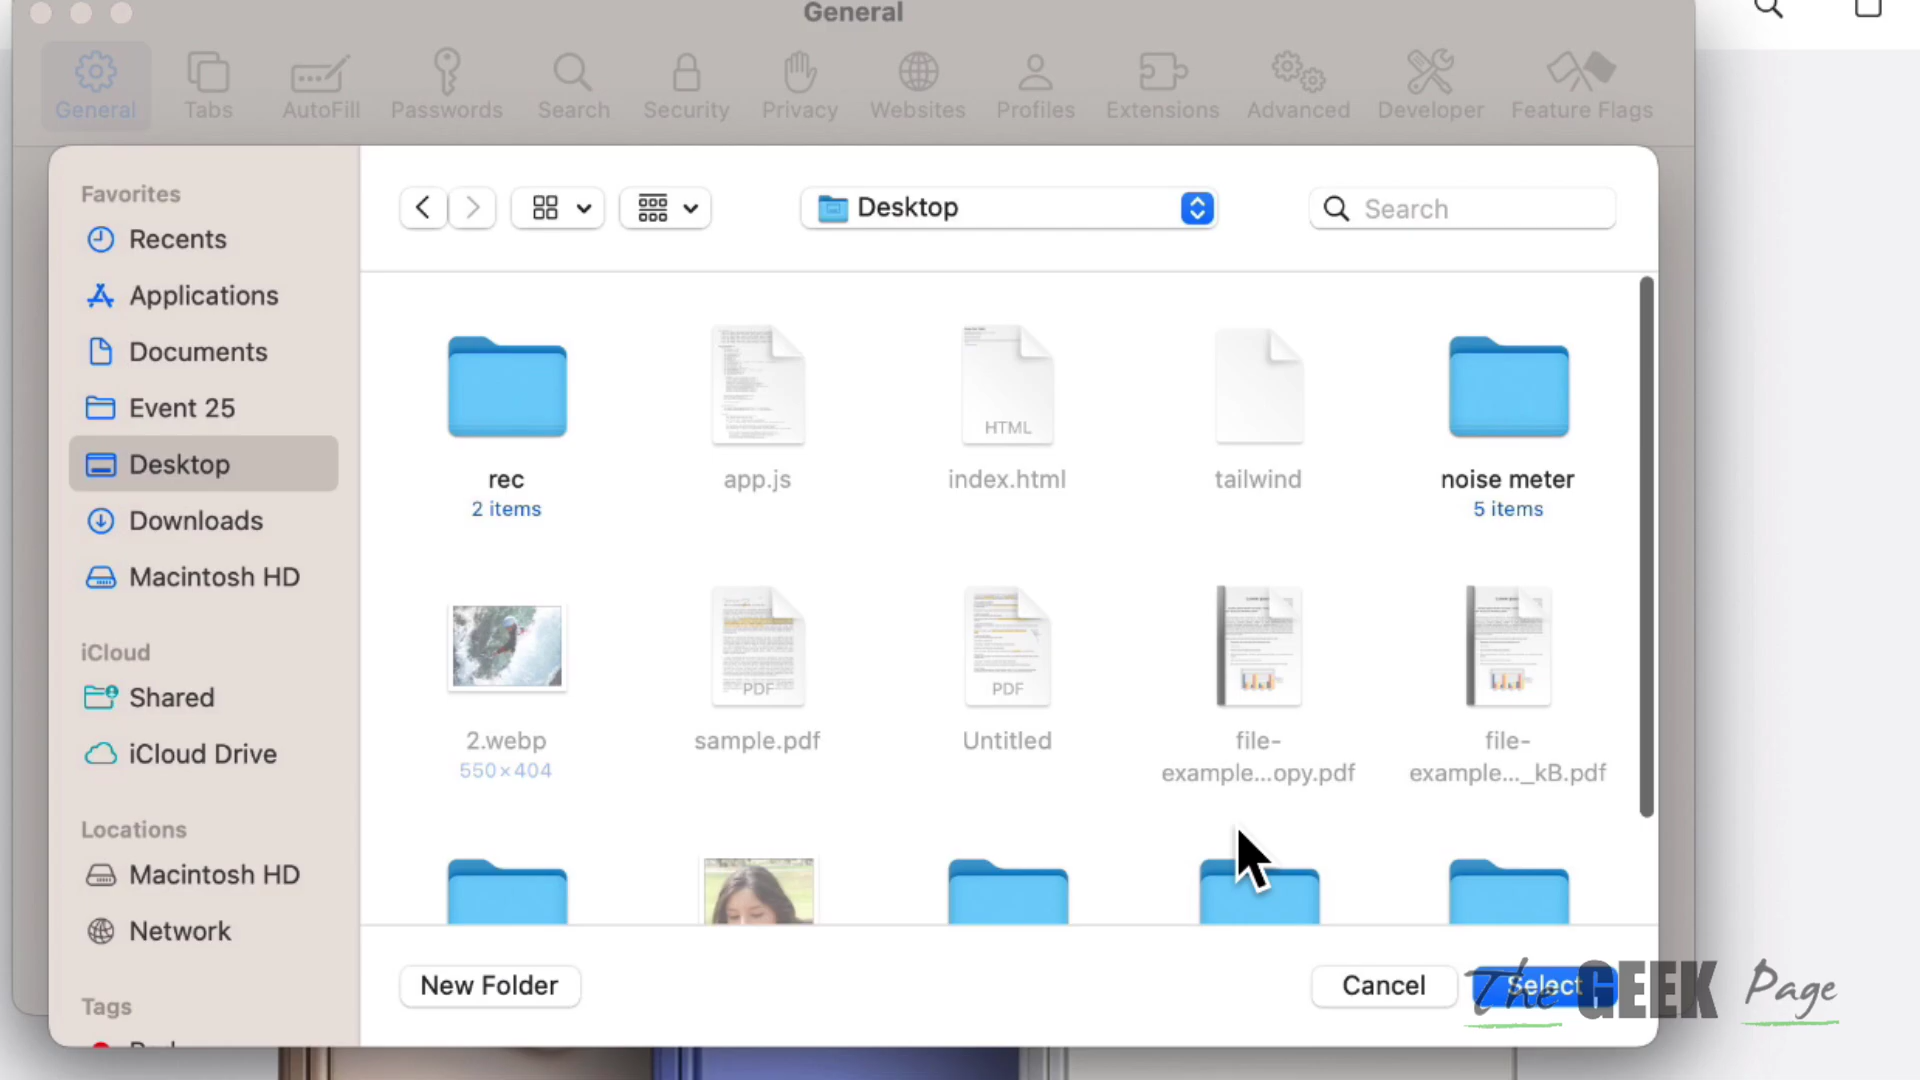 General
General
Tabs
AutoFill
Passwords
Search
Security
Privacy
Websites
Profiles
Extensions
Advanced
Developer
Feature Flags
Favorites
Recents
Applications
Documents
Event 25
Desktop
Downloads
Macintosh HD
iCloud
Shared
iCloud Drive
Locations
Macintosh HD
Network
Tags
Desktop
Search
HTML
rec
app.js
index.html
tailwind
noise meter
2 items
5 items
PDF
PDF
2.webp
sample.pdf
Untitled
file-
example...opy.pdf
file-
example..._kB.pdf
550×404
New Folder
Cancel
Select
The GEEK Page